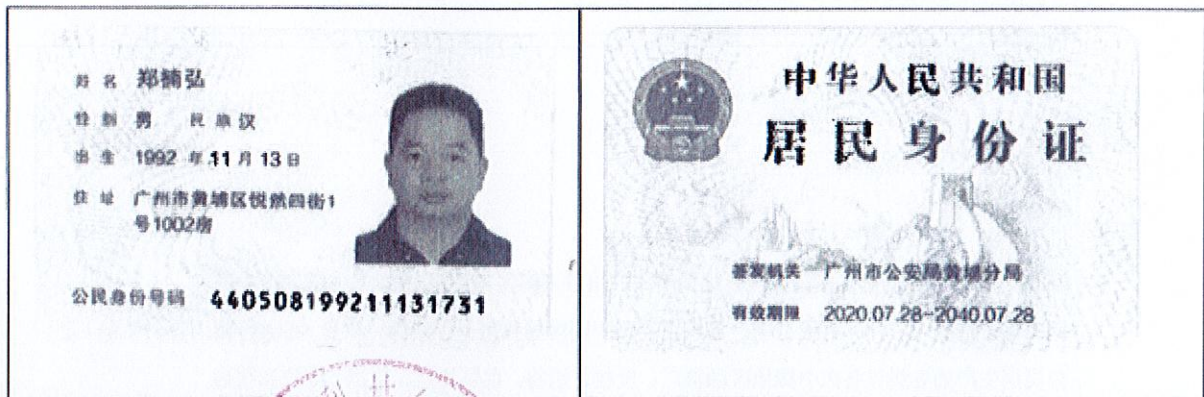 姓名 郑楠弘
性别 男 民族 汉
出生 1992 年 11 月 13 日
住址 广州市黄埔区悦然四街1
号1002房
公民身份号码 440508199211131731
中华人民共和国
居民身份证
签发机关 广州市公安局黄埔分局
有效期限 2020.07.28-2040.07.28